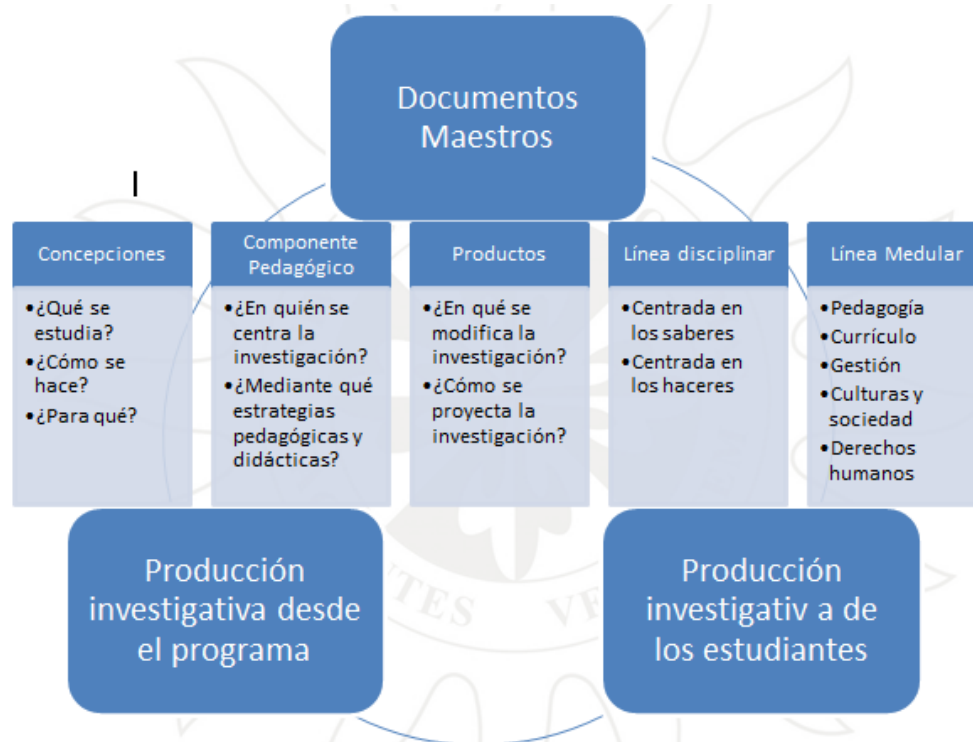 Documentos
Maestros
|
Concepciones
•¿Qué se
estudia?
•¿Cómo se
hace?
•¿Para qué?
Componente
Pedagógico
•¿En quién se
centra la
investigación?
•¿Mediante qué
estrategias
pedagógicas y
didácticas?
Productos
•¿En qué se
modifica la
investigación?
•¿Cómo se
proyecta la
investigación?
Línea disciplinar
•Centrada en
los saberes
•Centrada en
los haceres
Línea Medular
•Pedagogía
•Currículo
•Gestión
•Culturas y
sociedad
•Derechos
humanos
Producción
investigativa desde
el programa
Producción
investigativ a de
los estudiantes